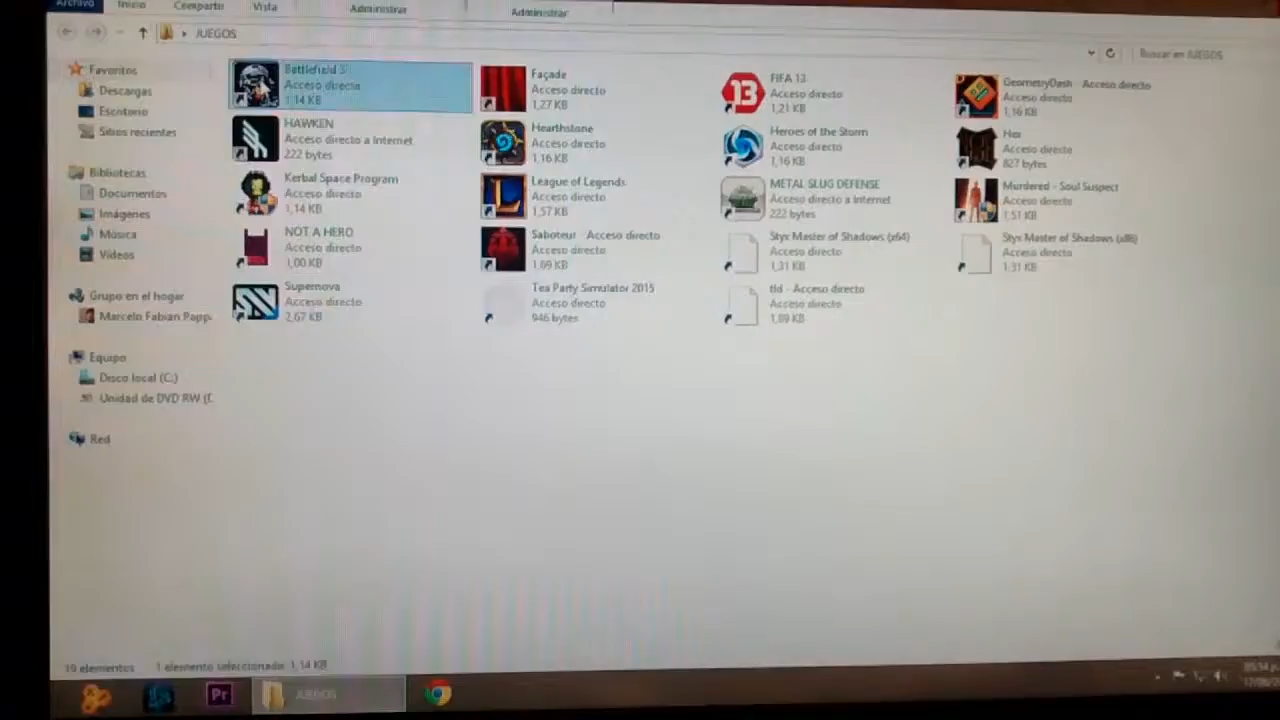 Archivo Inicio Compartir Vista Administrar Administrar
JUEGOS
Buscar en JUEGOS
Favoritos
Descargas
Escritorio
Sitios recientes
Bibliotecas
Documentos
Imágenes
Música
Vídeos
Grupo en el hogar
Marcelo Fabian Papp
Equipo
Disco local (C:)
Unidad de DVD RW (
Red
Battlefield 3
Acceso directo
1,14 KB
Façade
Acceso directo
1,27 KB
FIFA 13
Acceso directo
1,21 KB
GeometryDash - Acceso directo
Acceso directo
1,16 KB
HAWKEN
Acceso directo a Internet
222 bytes
Hearthstone
Acceso directo
1,16 KB
Heroes of the Storm
Acceso directo
1,16 KB
Hex
Acceso directo
827 bytes
Kerbal Space Program
Acceso directo
1,14 KB
League of Legends
Acceso directo
1,57 KB
METAL SLUG DEFENSE
Acceso directo a Internet
222 bytes
Murdered - Soul Suspect
Acceso directo
1,51 KB
NOT A HERO
Acceso directo
1,00 KB
Saboteur - Acceso directo
Acceso directo
1,69 KB
Styx Master of Shadows (x64)
Acceso directo
1,31 KB
Styx Master of Shadows (x86)
Acceso directo
1,31 KB
Supernova
Acceso directo
2,67 KB
Tea Party Simulator 2015
Acceso directo
946 bytes
tld - Acceso directo
Acceso directo
1,89 KB
19 elementos 1 elemento seleccionado 1,14 KB
Pr JUEGOS